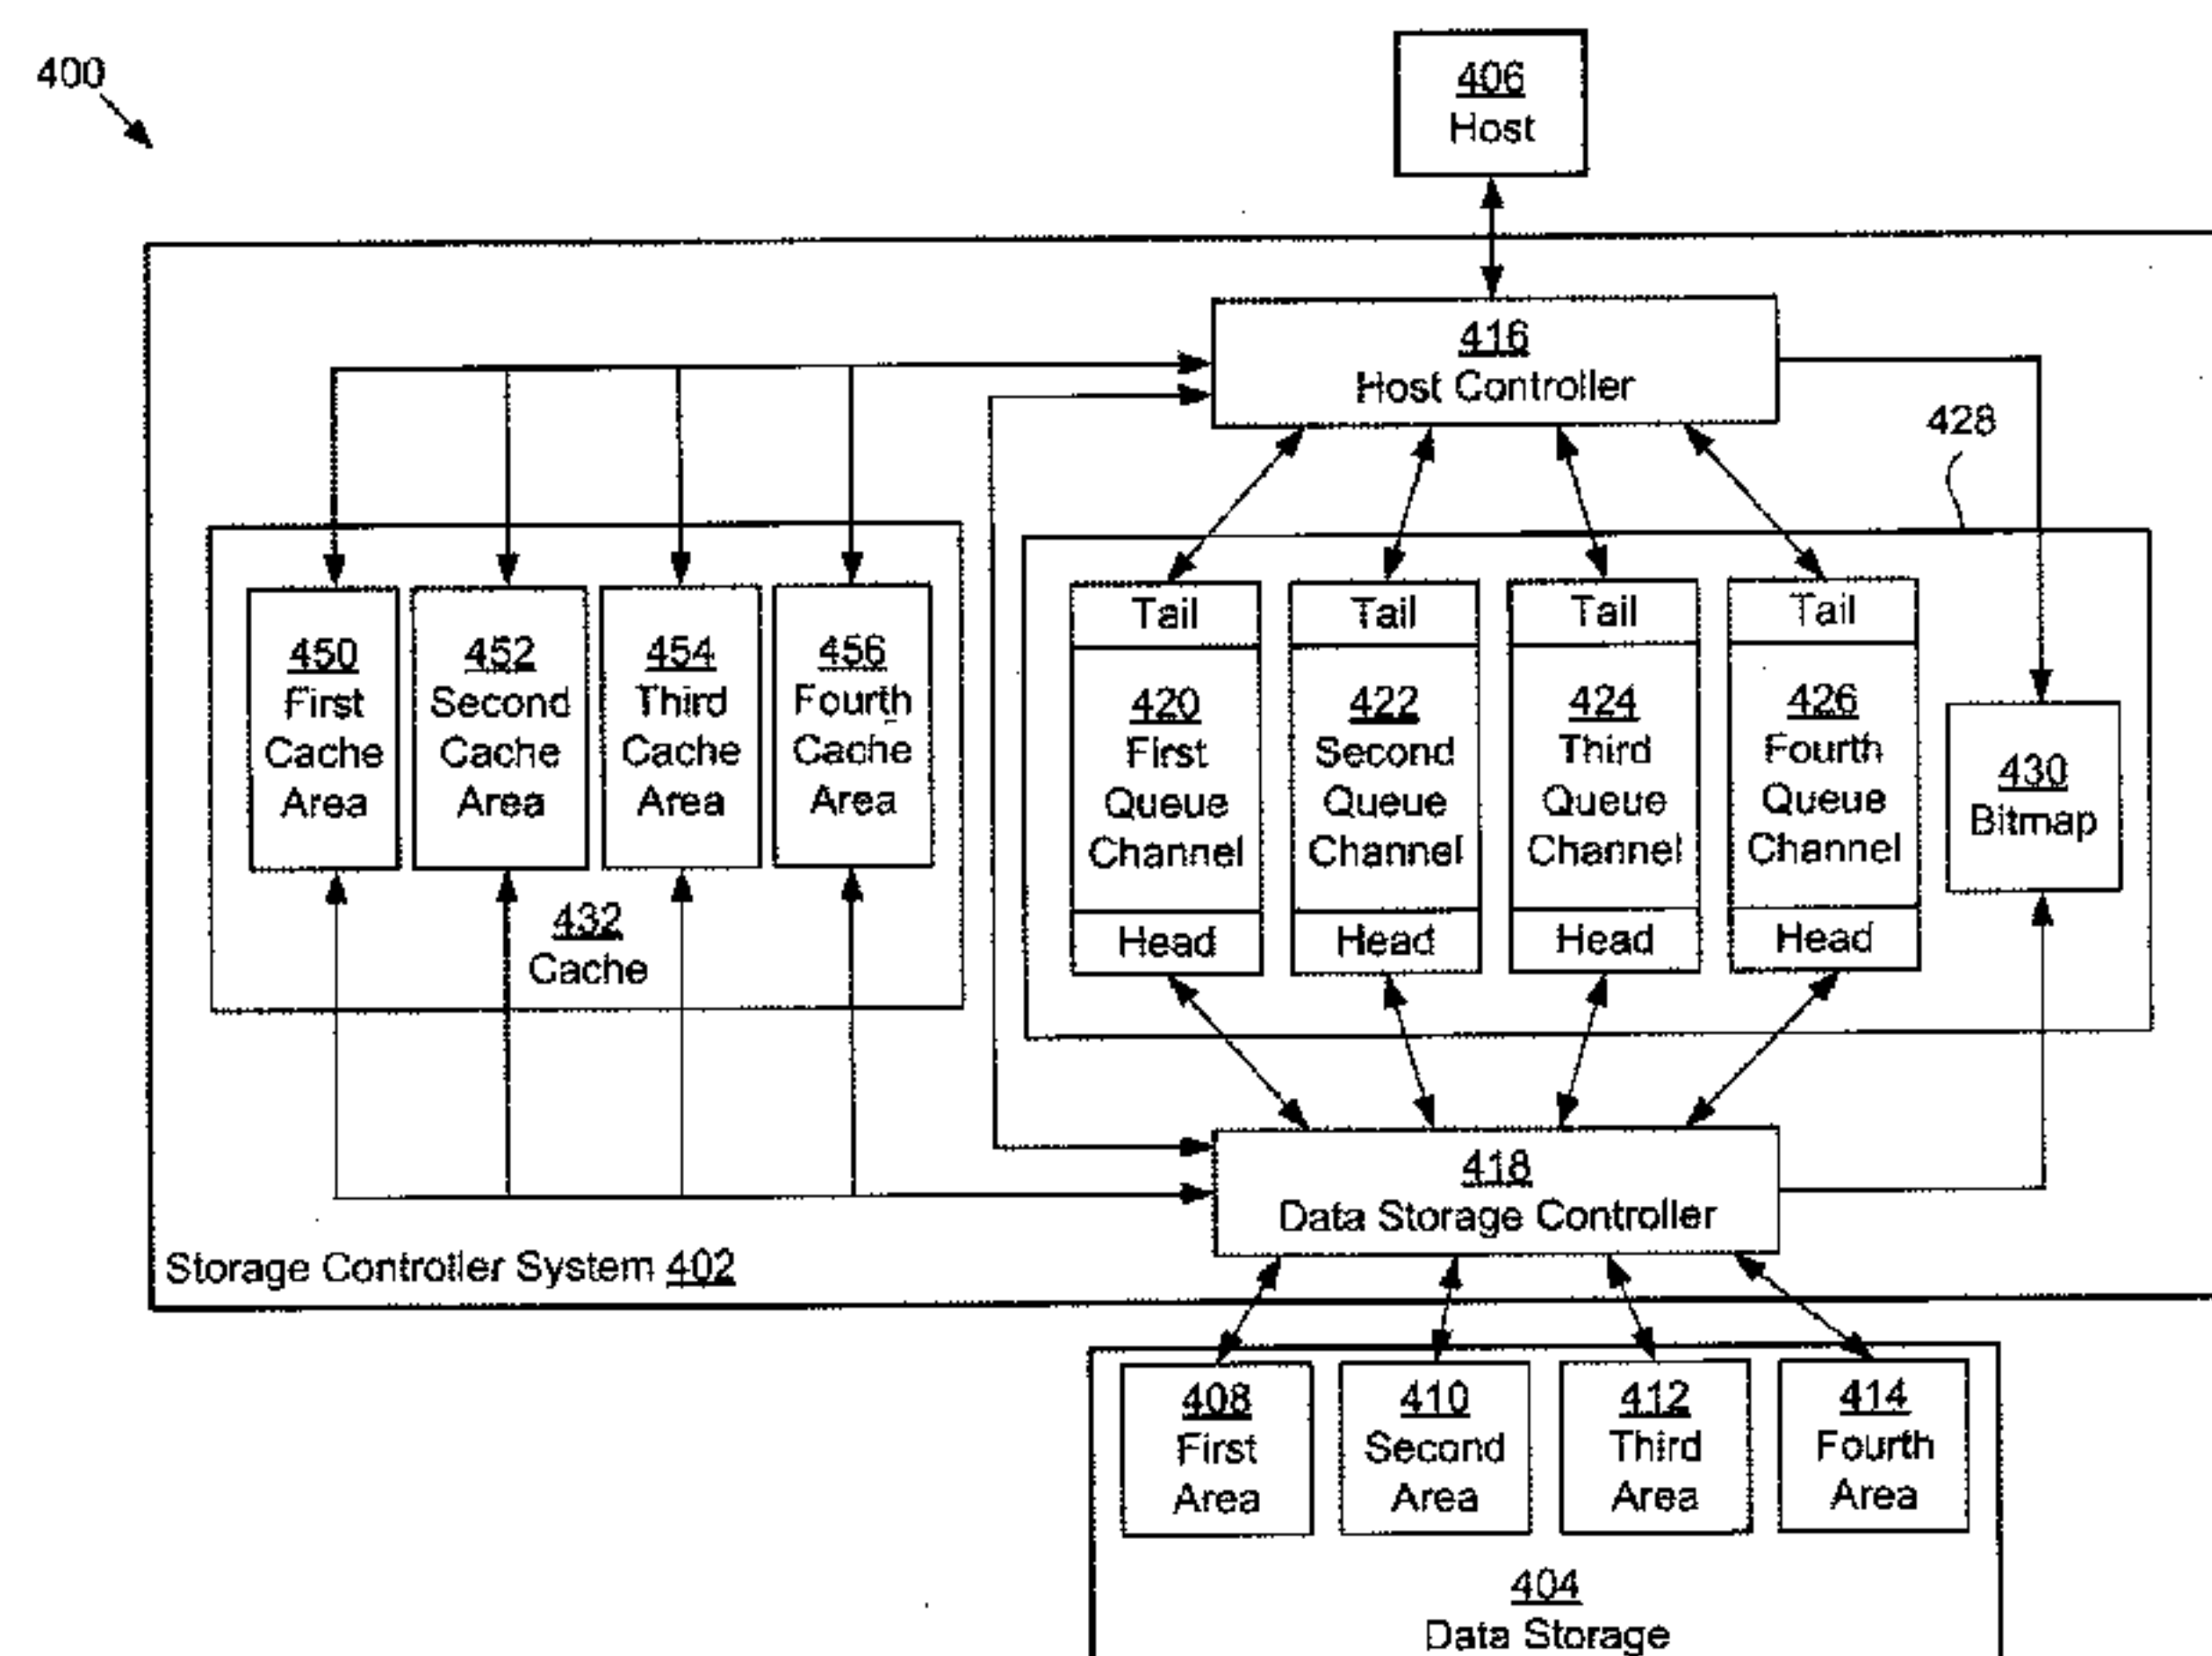 400
406
Host
416
Host Controller
428
Tail
Tail
Tail
Tail
450
First
Cache
Area
452
Second
Cache
Area
454
Third
Cache
Area
456
Fourth
Cache
Area
432
Cache
420
First
Queue
Channel
422
Second
Queue
Channel
424
Third
Queue
Channel
426
Fourth
Queue
Channel
430
Bitmap
Head
Head
Head
Head
418
Data Storage Controller
Storage Controller System 402
408
First
Area
410
Second
Area
412
Third
Area
414
Fourth
Area
404
Data Storage